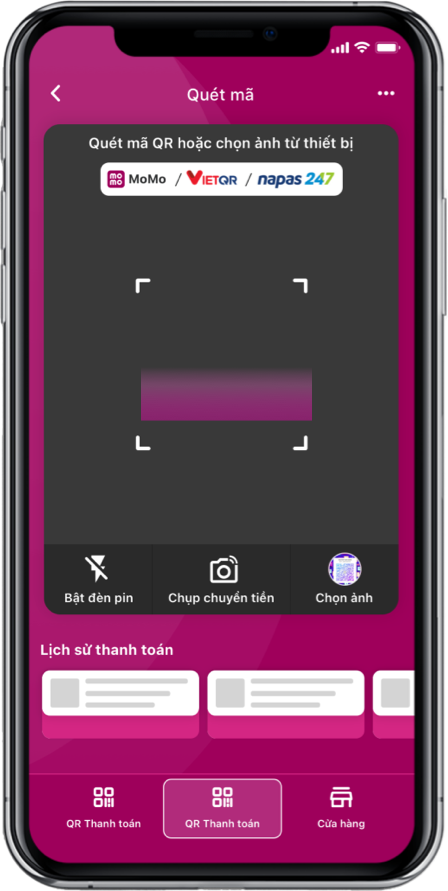 Quét mã
Quét mã QR hoặc chọn ảnh từ thiết bị
mo mo MoMo / VIETQR / napas 247
Bật đèn pin
Chụp chuyển tiền
Chọn ảnh
Lịch sử thanh toán
QR Thanh toán
QR Thanh toán
Cửa hàng